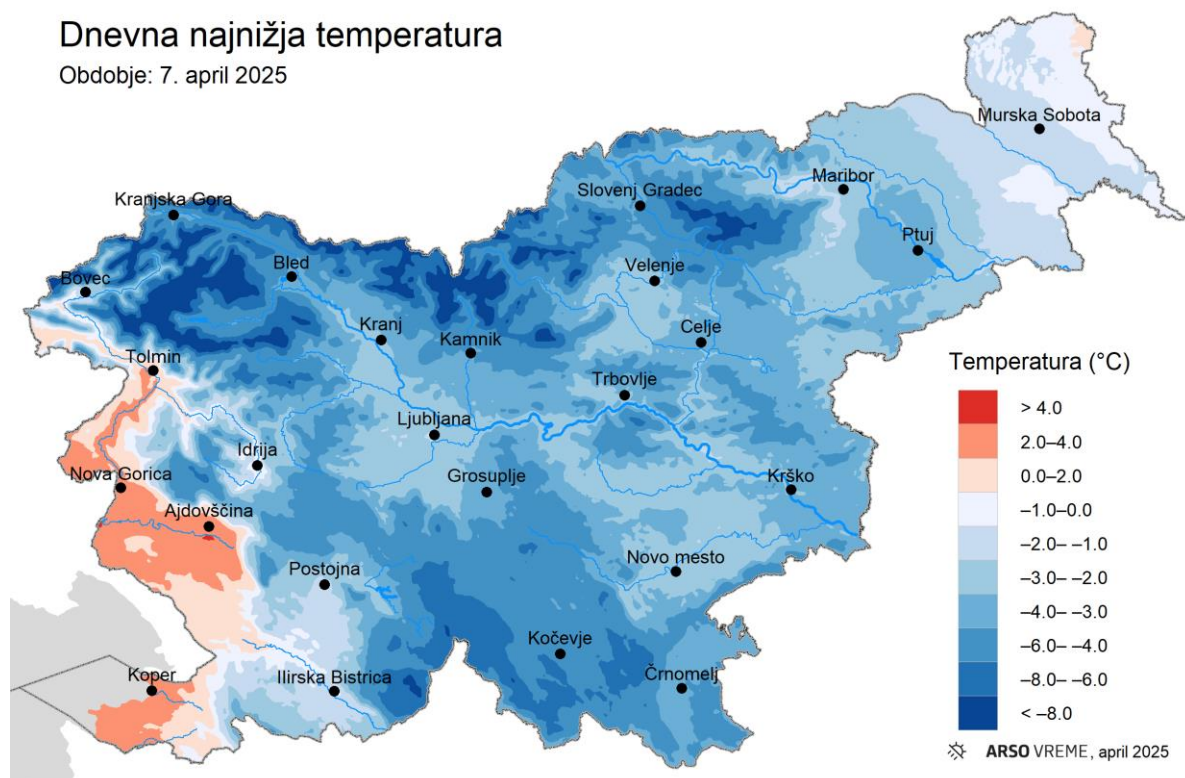 Dnevna najnižja temperatura
Obdobje: 7. april 2025
Murska Sobota
Maribor
Slovenj Gradec
Kranjska Gora
Ptuj
Bled
Velenje
Bovec
Kranj
Kamnik
Celje
Tolmin
Trbovlje
Ljubljana
Idrija
Nova Gorica
Grosuplje
Krško
Ajdovščina
Postojna
Novo mesto
Kočevje
Koper
Ilirska Bistrica
Črnomelj
Temperatura (°C)
> 4.0
2.0–4.0
0.0–2.0
–1.0–0.0
–2.0– –1.0
–3.0– –2.0
–4.0– –3.0
–6.0– –4.0
–8.0– –6.0
< –8.0
ARSO VREME, april 2025